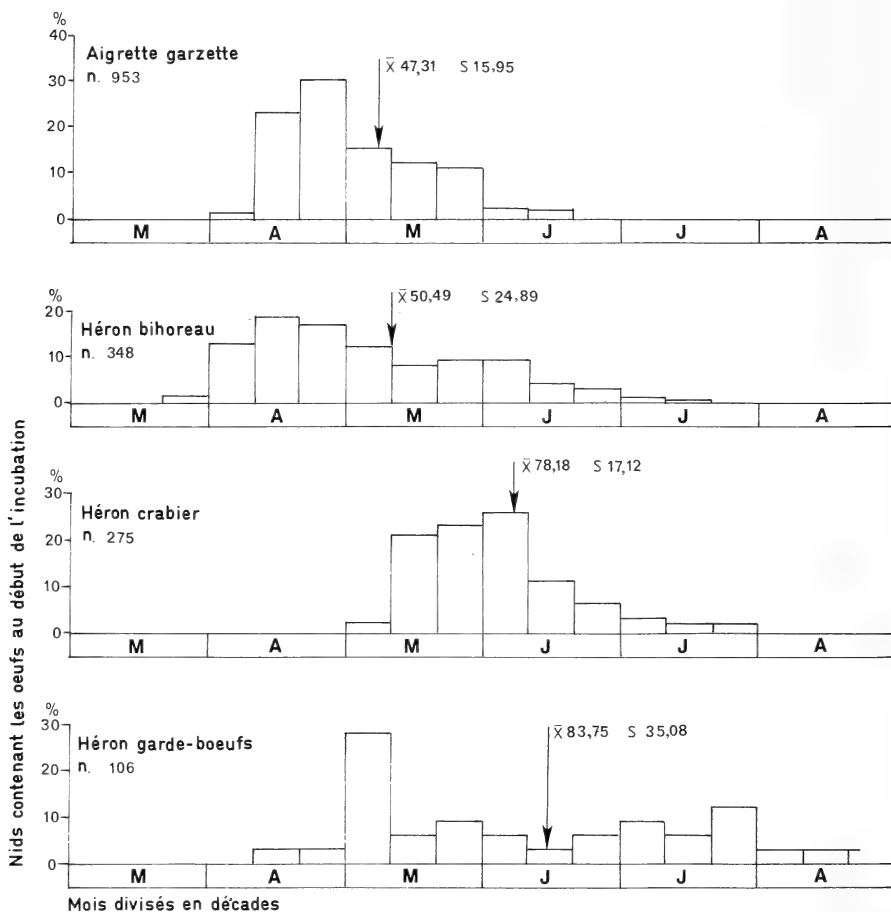 %
40
30
20
10
0
Aigrette garzette
n. 953
X̄ 47,31 S 15,95
M A M J J A
%
20
10
0
Héron bihoreau
n. 348
X̄ 50,49 S 24,89
M A M J J A
%
30
20
10
0
Héron crabier
n. 275
X̄ 78,18 S 17,12
M A M J J A
%
30
20
10
0
Héron garde-boeufs
n. 106
X̄ 83,75 S 35,08
M A M J J A
Mois divisés en décades
Nids contenant les oeufs au début de l'incubation